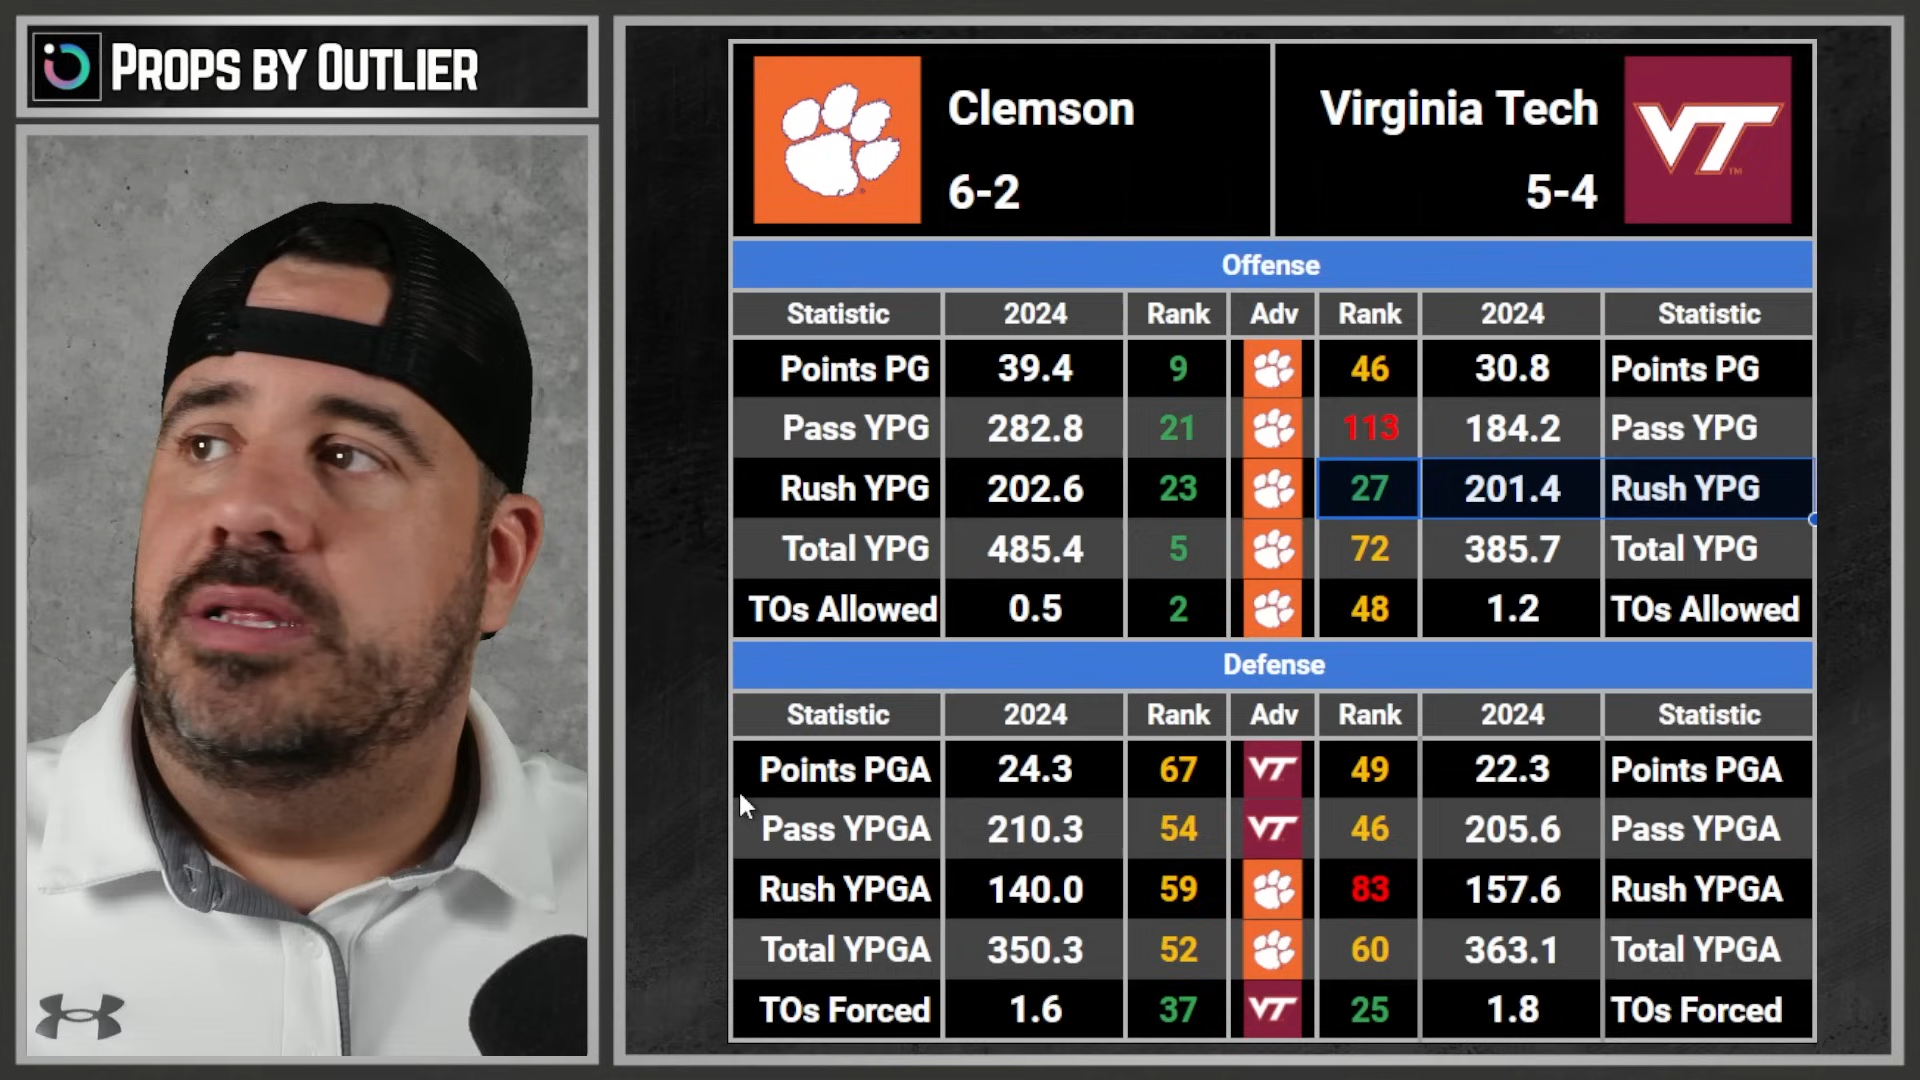 PROPS BY OUTLIER
Clemson
6-2
Virginia Tech
5-4
VT
TM
Offense
Statistic 2024 Rank Adv Rank 2024 Statistic
Points PG 39.4 9 46 30.8 Points PG
Pass YPG 282.8 21 113 184.2 Pass YPG
Rush YPG 202.6 23 27 201.4 Rush YPG
Total YPG 485.4 5 72 385.7 Total YPG
TOs Allowed 0.5 2 48 1.2 TOs Allowed
Defense
Statistic 2024 Rank Adv Rank 2024 Statistic
Points PGA 24.3 67 VT 49 22.3 Points PGA
Pass YPGA 210.3 54 VT 46 205.6 Pass YPGA
Rush YPGA 140.0 59 83 157.6 Rush YPGA
Total YPGA 350.3 52 60 363.1 Total YPGA
TOs Forced 1.6 37 VT 25 1.8 TOs Forced